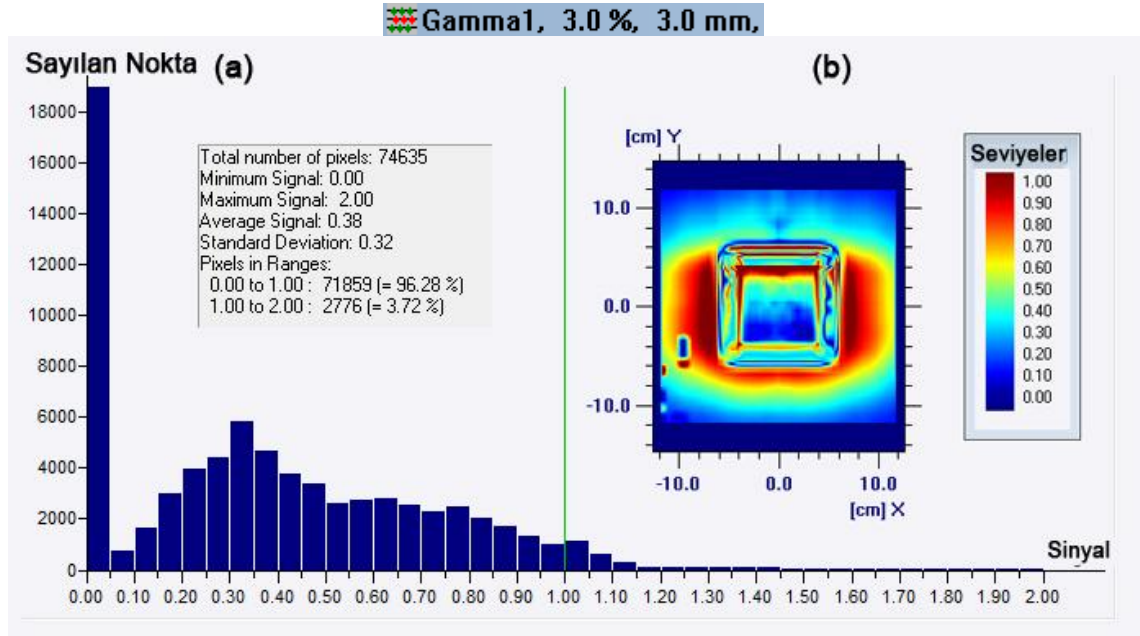 Gamma1, 3.0 %, 3.0 mm,
Sayılan Nokta (a)
18000
16000
14000
12000
10000
8000
6000
4000
2000
0
Total number of pixels: 74635
Minimum Signal: 0.00
Maximum Signal: 2.00
Average Signal: 0.38
Standard Deviation: 0.32
Pixels in Ranges:
0.00 to 1.00 : 71859 (= 96.28 %)
1.00 to 2.00 : 2776 (= 3.72 %)
0.00 0.10 0.20 0.30 0.40 0.50 0.60 0.70 0.80 0.90 1.00 1.10 1.20 1.30 1.40 1.50 1.60 1.70 1.80 1.90 2.00
Sinyal
(b)
[cm] Y
10.0
0.0
-10.0
-10.0 0.0 10.0
[cm] X
Seviyeler
1.00
0.90
0.80
0.70
0.60
0.50
0.40
0.30
0.20
0.10
0.00